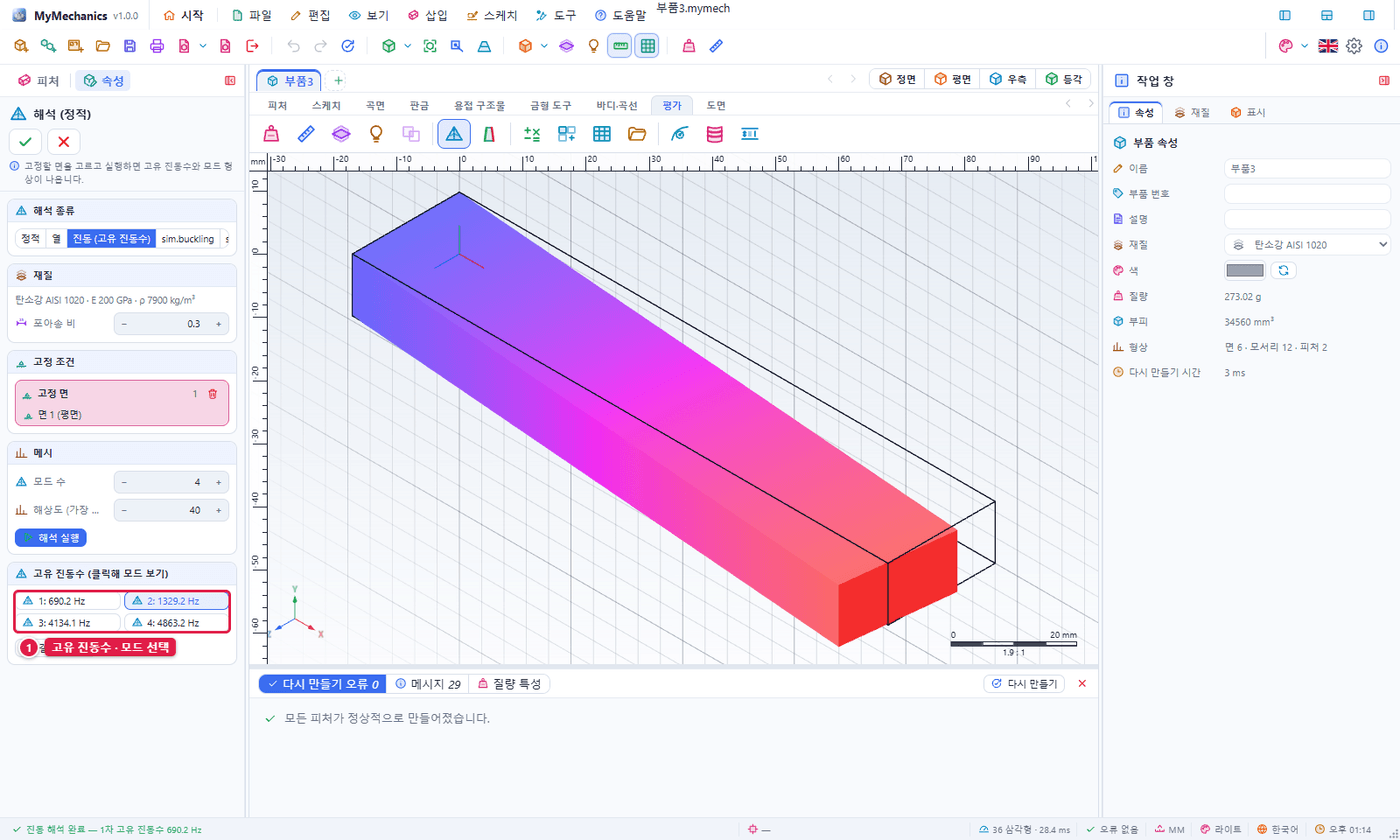 MyMechanics v1.0.0
시작
파일
편집
보기
삽입
스케치
도구
도움말
부품3.mymech
피처
속성
부품3
정면
평면
우측
등각
작업 창
해석 (정적)
고정할 면을 고르고 실행하면 고유 진동수와 모드 형
상이 나옵니다.
피처
스케치
곡면
판금
용접 구조물
금형 도구
바디·곡선
평가
도면
속성
재질
표시
해석 종류
정적
열
진동 (고유 진동수)
sim.buckling
s
재질
탄소강 AISI 1020 · E 200 GPa · ρ 7900 kg/m³
포아송 비
− 0.3 +
고정 조건
고정 면 1
면 1 (평면)
메시
모드 수
− 4 +
해상도 (가장 ...
− 40 +
해석 실행
고유 진동수 (클릭해 모드 보기)
1: 690.2 Hz
2: 1329.2 Hz
3: 4134.1 Hz
4: 4863.2 Hz
1 고유 진동수 · 모드 선택
mm
-30 -20 -10 0 10 20 30 40 50 60 70 80 90
10
0
-10
-20
-30
-40
-50
-60
Y
X
Z
0 20 mm
1.9 : 1
부품 속성
이름 부품3
부품 번호
설명
재질 탄소강 AISI 1020
색
질량 273.02 g
부피 34560 mm³
형상 면 6 · 모서리 12 · 피처 2
다시 만들기 시간 3 ms
다시 만들기 오류 0
메시지 29
질량 특성
다시 만들기
모든 피처가 정상적으로 만들어졌습니다.
진동 해석 완료 — 1차 고유 진동수 690.2 Hz
—
36 삼각형 · 28.4 ms
오류 없음
MM
라이트
한국어
오후 01:14